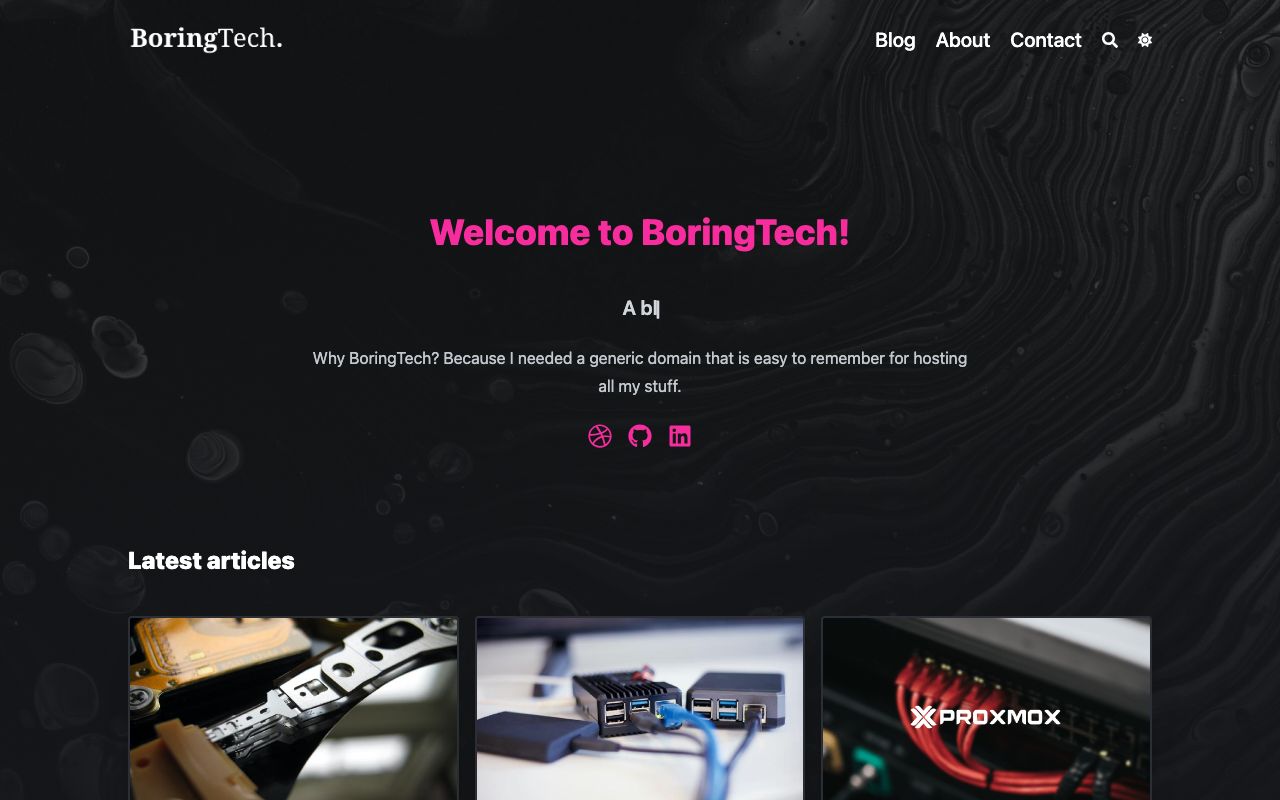 BoringTech.
Blog About Contact
Welcome to BoringTech!
A bl
Why BoringTech? Because I needed a generic domain that is easy to remember for hosting
all my stuff.
Latest articles
PROXMOX